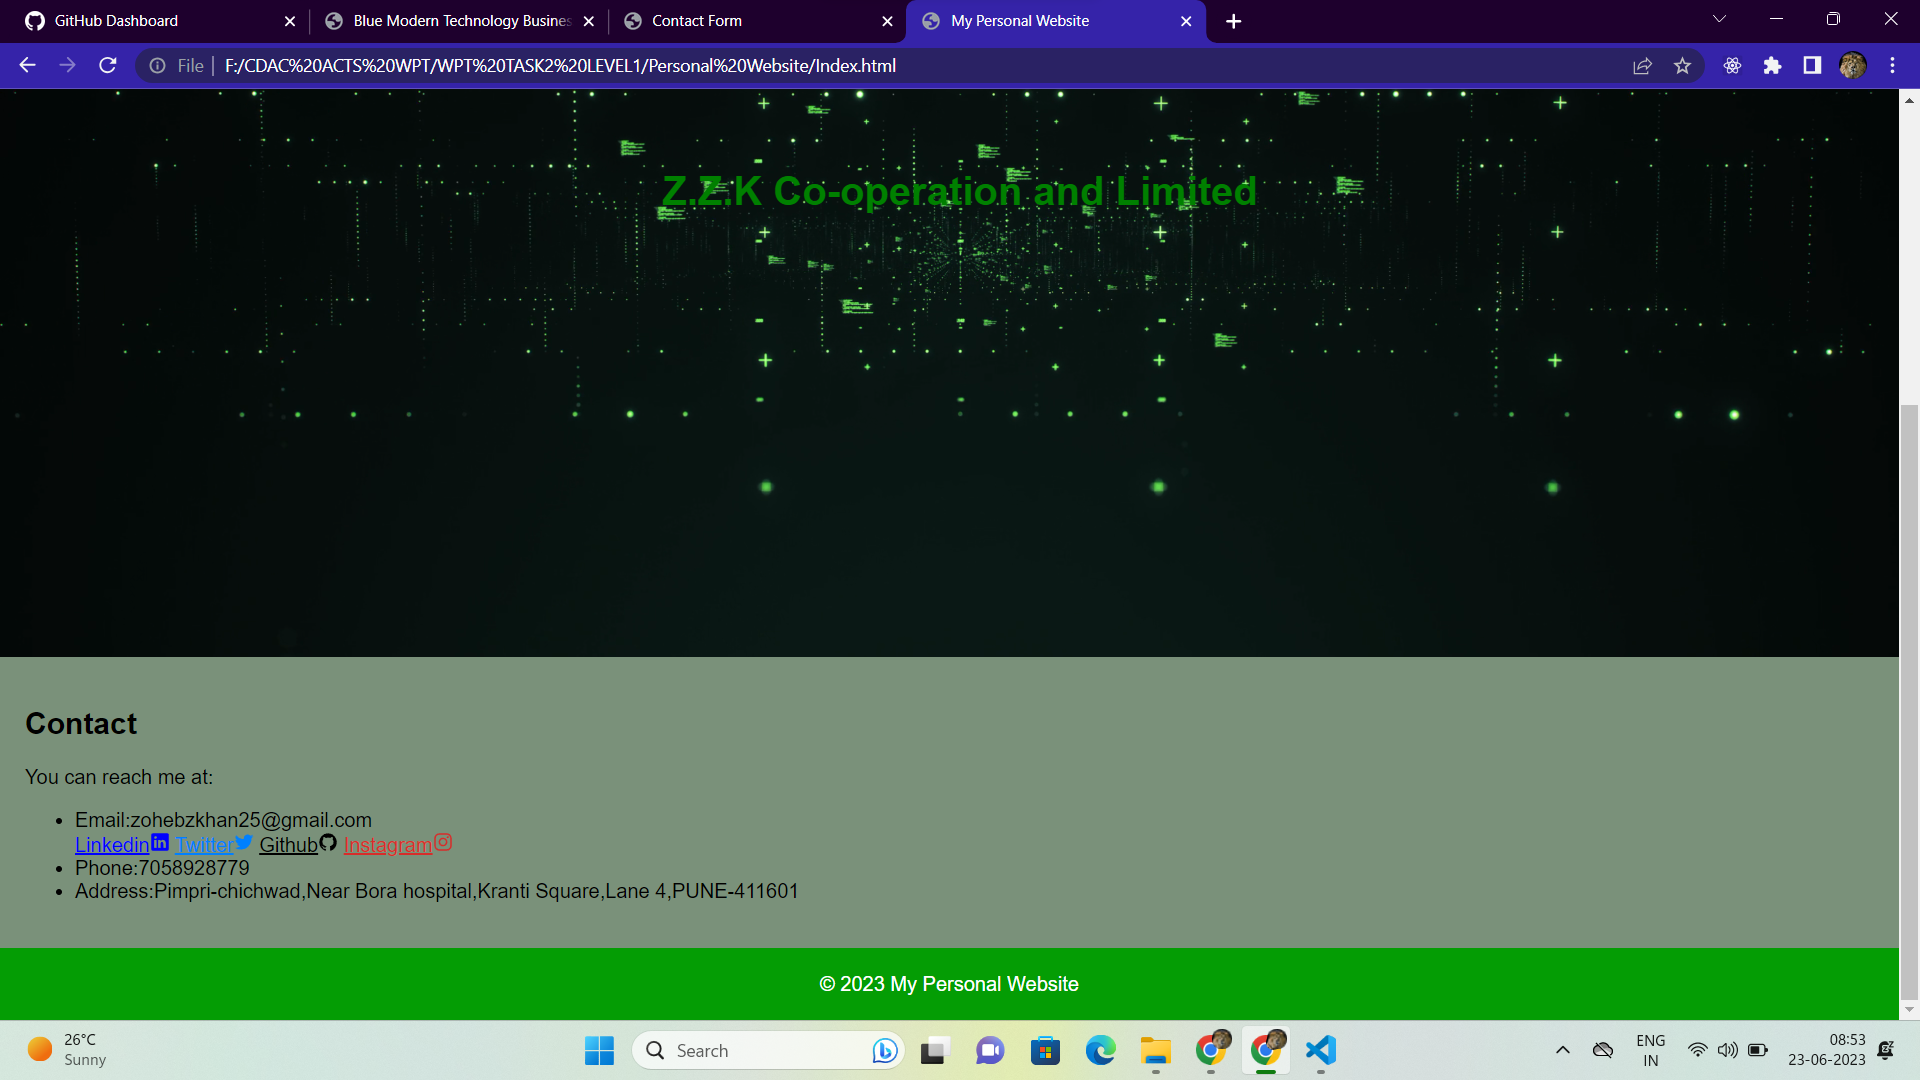 GitHub Dashboard
Blue Modern Technology Busines
Contact Form
My Personal Website
File
F:/CDAC%20ACTS%20WPT/WPT%20TASK2%20LEVEL1/Personal%20Website/Index.html
Z.Z.K Co-operation and Limited
Contact
You can reach me at:
Email:zohebzkhan25@gmail.com
Linkedin Twitter Github Instagram
Phone:7058928779
Address:Pimpri-chichwad,Near Bora hospital,Kranti Square,Lane 4,PUNE-411601
© 2023 My Personal Website
26°C
Sunny
Search
ENG
IN
08:53
23-06-2023